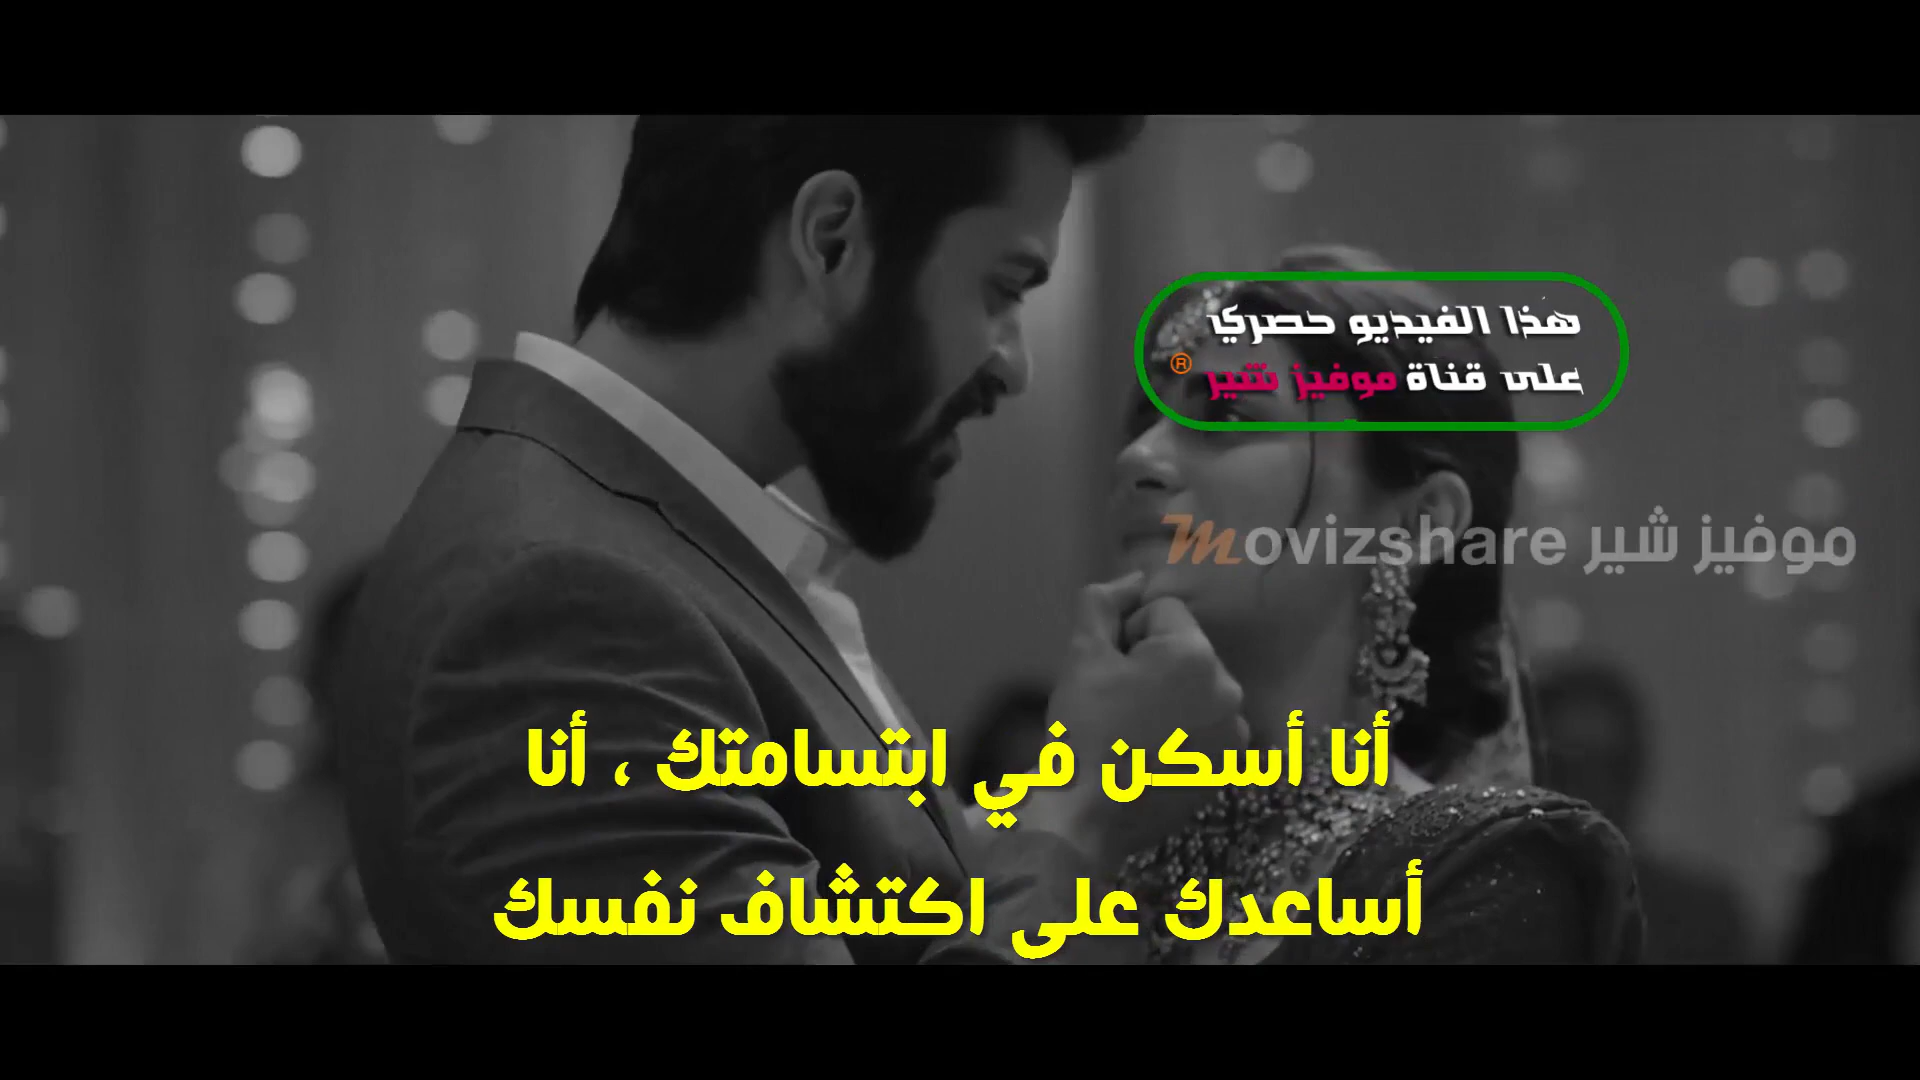 هذا الفيديو حصري
على قناة موفيز شير ®
Movizshare موفيز شير
أنا أسكن في ابتسامتك ، أنا
أساعدك على اكتشاف نفسك